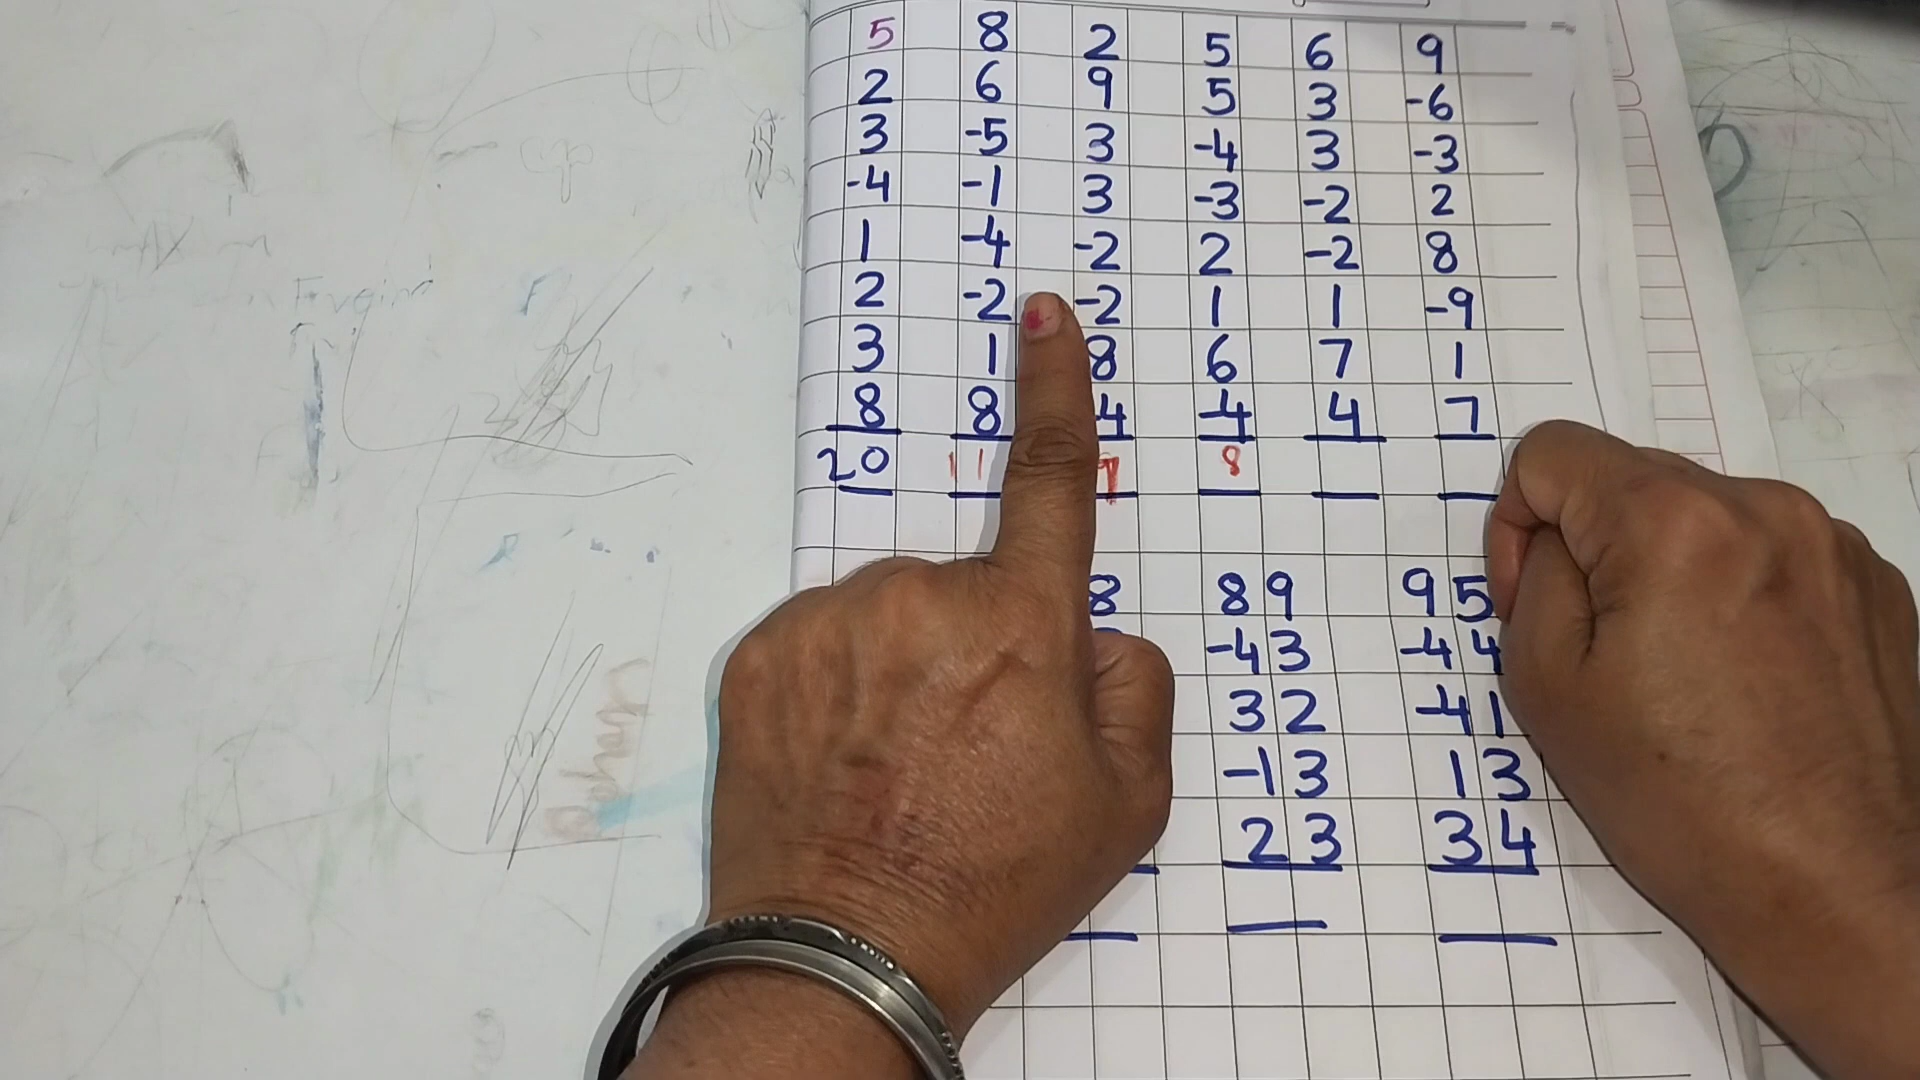 5 8 2 5 6 9
2 6 9 5 3 -6
3 -5 3 -4 3 -3
-4 -1 3 -3 -2 2
1 -4 -2 2 -2 8
2 -2 -2 1 1 -9
3 1 8 6 7 1
8 8 4 -4 4 7
20 11 9 8
8 89 95
-43 -44
32 -41
-13 13
23 34